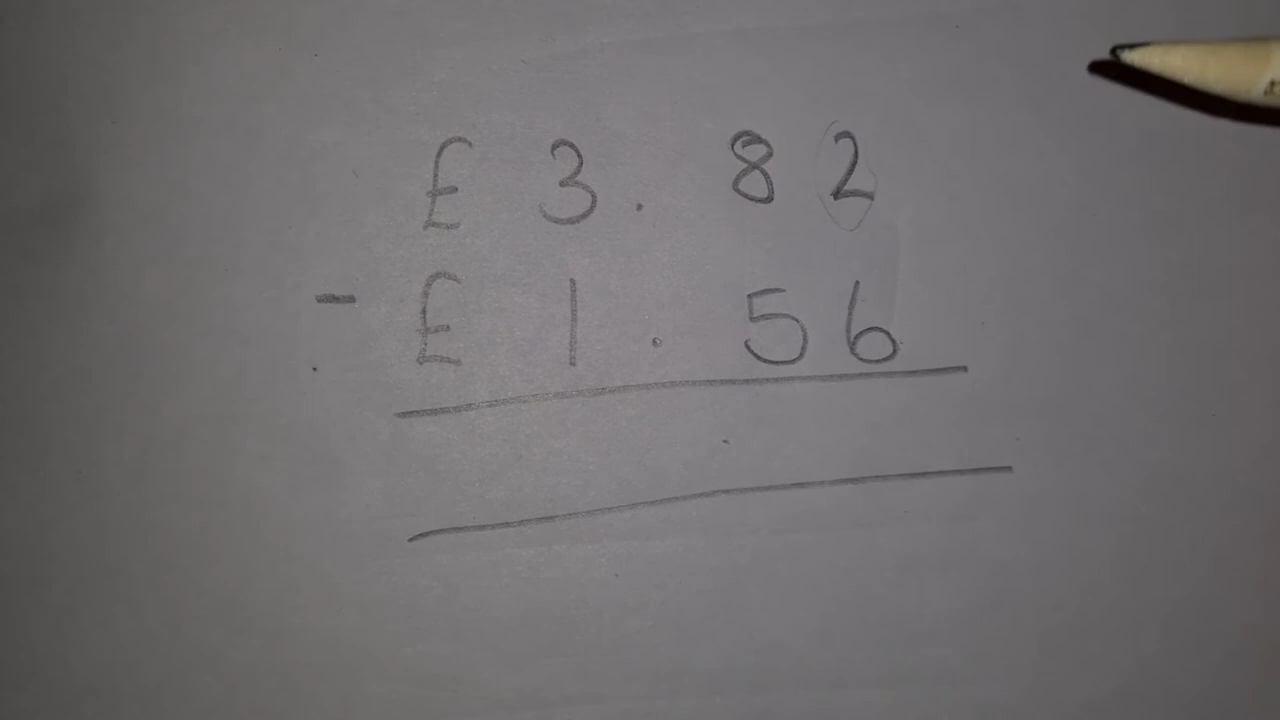 £ 3. 82
- £ 1. 56